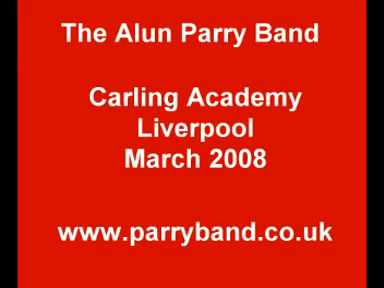 The Alun Parry Band
Carling Academy
Liverpool
March 2008
www.parryband.co.uk